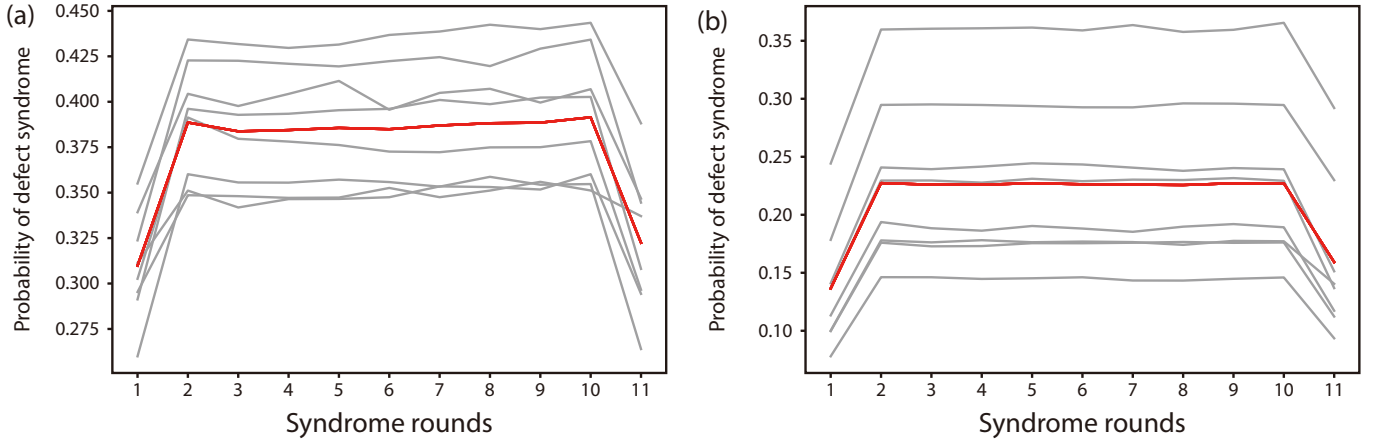 (a)
Probability of defect syndrome
0.450
0.425
0.400
0.375
0.350
0.325
0.300
0.275
1 2 3 4 5 6 7 8 9 10 11
Syndrome rounds
(b)
Probability of defect syndrome
0.35
0.30
0.25
0.20
0.15
0.10
1 2 3 4 5 6 7 8 9 10 11
Syndrome rounds